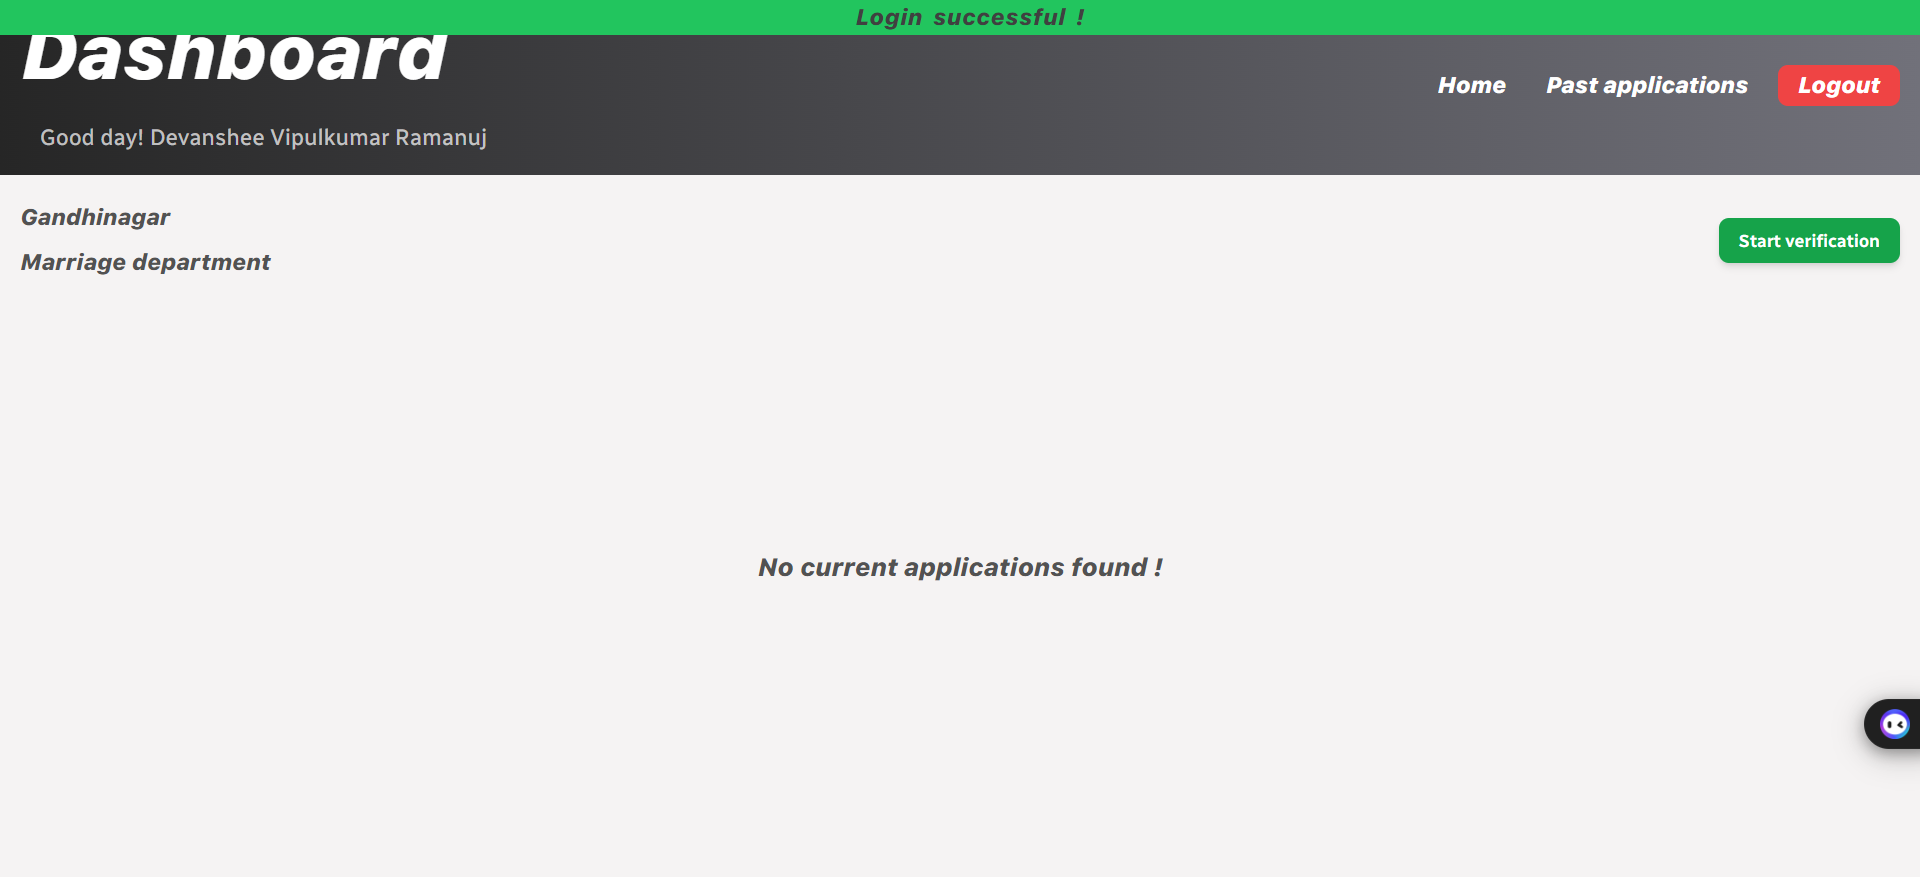 Login successful !
Dashboard
Home
Past applications
Logout
Good day! Devanshee Vipulkumar Ramanuj
Gandhinagar
Start verification
Marriage department
No current applications found !